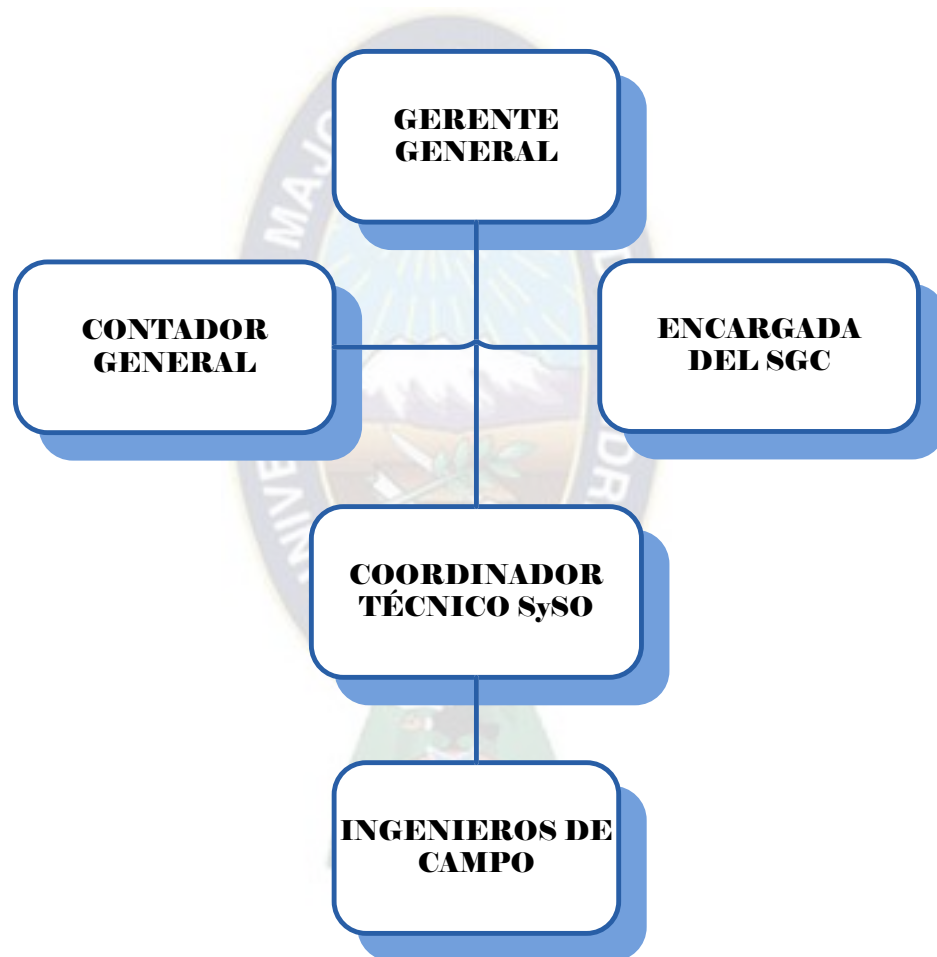 GERENTE
GENERAL
CONTADOR
GENERAL
ENCARGADA
DEL SGC
COORDINADOR
TÉCNICO SySO
INGENIEROS DE
CAMPO